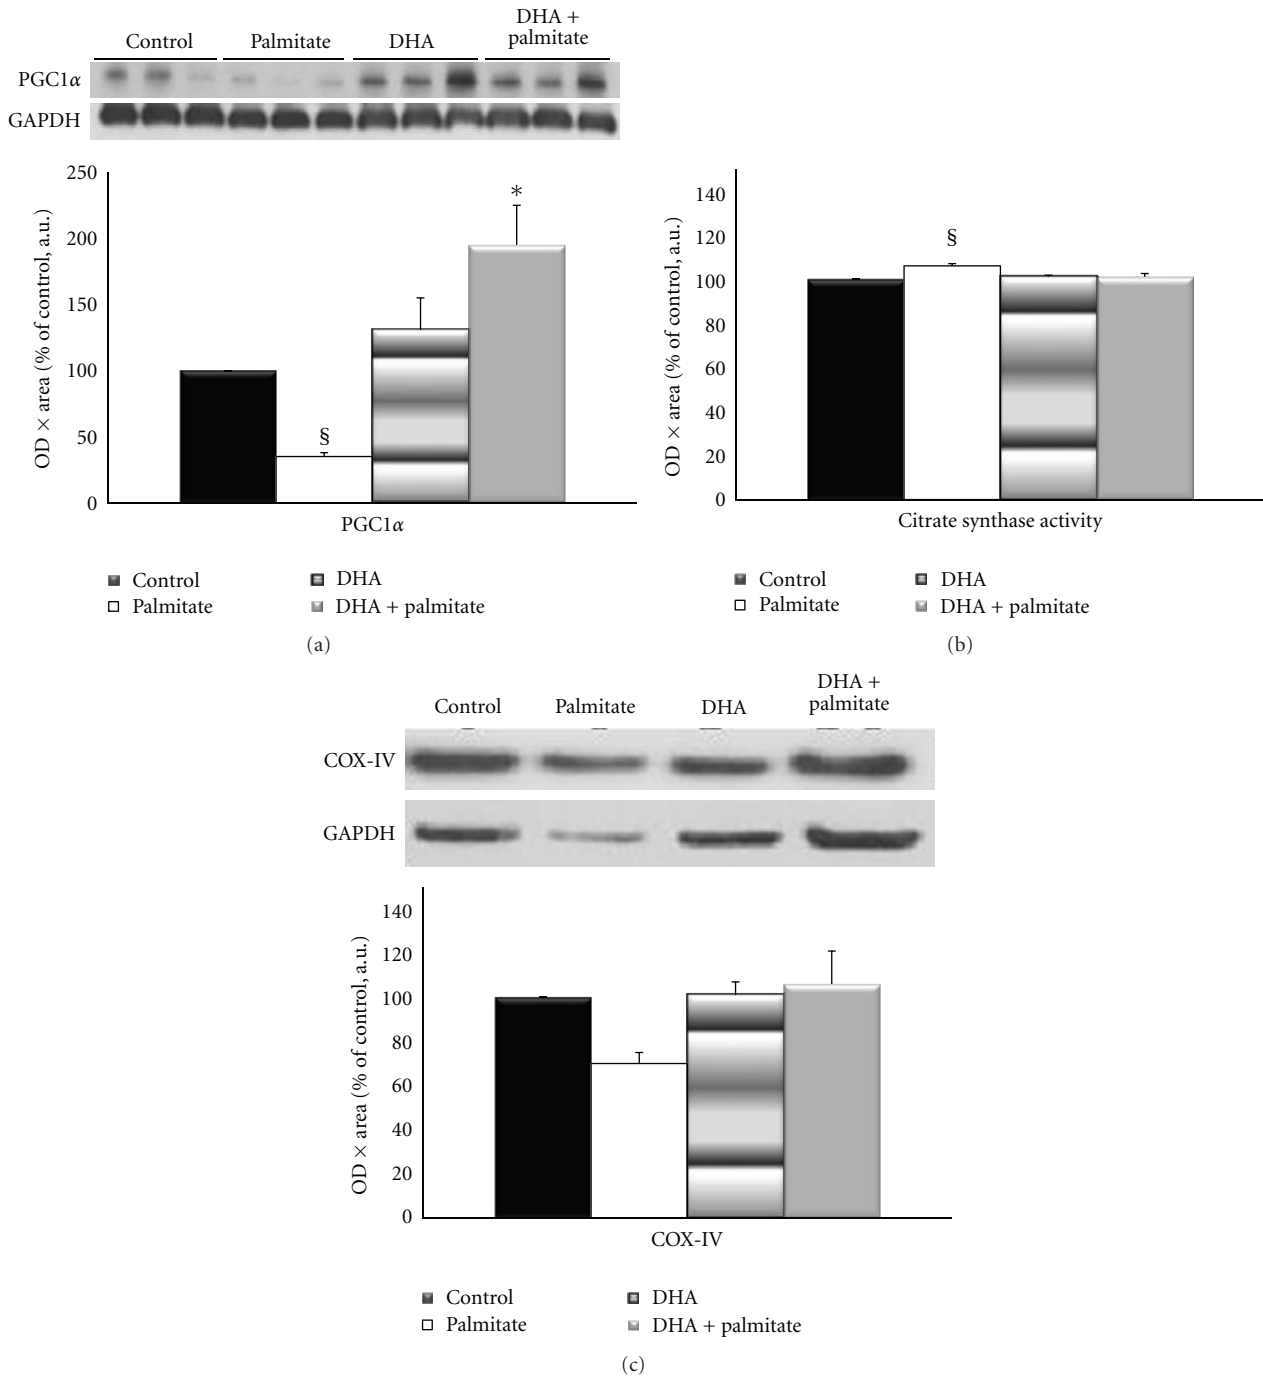 Control Palmitate DHA DHA +
palmitate
PGC1α
GAPDH
250
200
150
100
50
0
OD × area (% of control, a.u.)
§
*
PGC1α
Control
DHA
Palmitate
DHA + palmitate
(a)
140
120
100
80
60
40
20
0
OD × area (% of control, a.u.)
§
Citrate synthase activity
Control
DHA
Palmitate
DHA + palmitate
(b)
Control Palmitate DHA DHA +
palmitate
COX-IV
GAPDH
140
120
100
80
60
40
20
0
OD × area (% of control, a.u.)
COX-IV
Control
DHA
Palmitate
DHA + palmitate
(c)